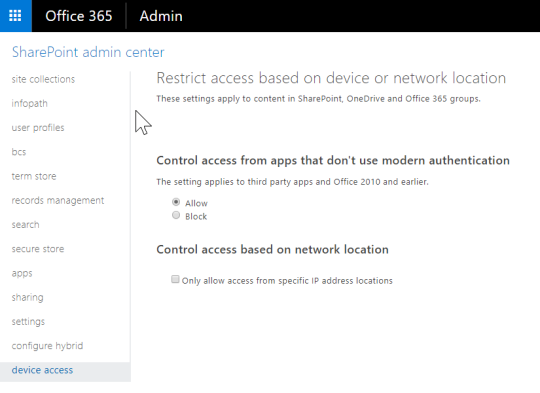 Office 365 Admin
SharePoint admin center
site collections
infopath
user profiles
bcs
term store
records management
search
secure store
apps
sharing
settings
configure hybrid
device access
Restrict access based on device or network location
These settings apply to content in SharePoint, OneDrive and Office 365 groups.
Control access from apps that don't use modern authentication
The setting applies to third party apps and Office 2010 and earlier.
Allow
Block
Control access based on network location
Only allow access from specific IP address locations